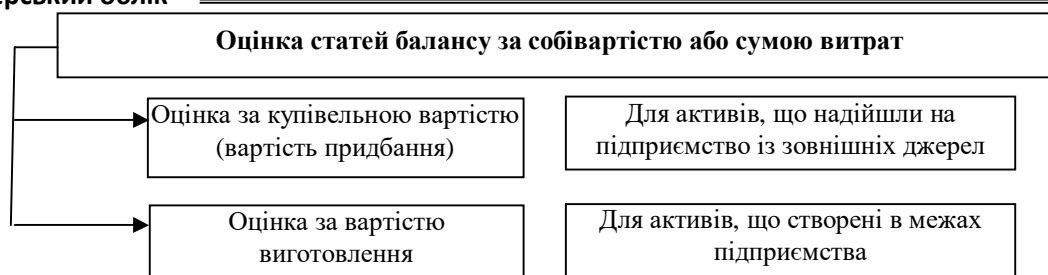 облік
Оцінка статей балансу за собівартістю або сумою витрат
Оцінка за купівельною вартістю
(вартість придбання)
Для активів, що надійшли на
підприємство із зовнішніх джерел
Оцінка за вартістю
виготовлення
Для активів, що створені в межах
підприємства